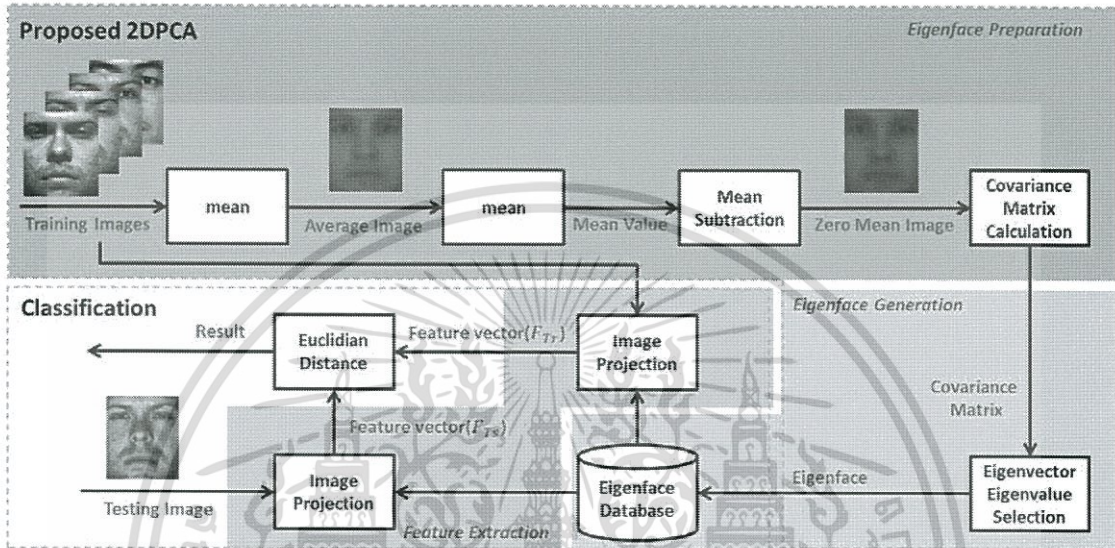 Proposed 2DPCA
Eigenface Preparation
mean
mean
Mean
Subtraction
Covariance
Matrix
Calculation
Training Images
Average Image
Mean Value
Zero Mean Image
Classification
Eigenface Generation
Result
Euclidian
Distance
Feature vector(F_Tr)
Image
Projection
Covariance
Matrix
Feature vector(F_Ts)
Testing Image
Image
Projection
Eigenface
Database
Eigenface
Eigenvector
Eigenvalue
Selection
Feature Extraction